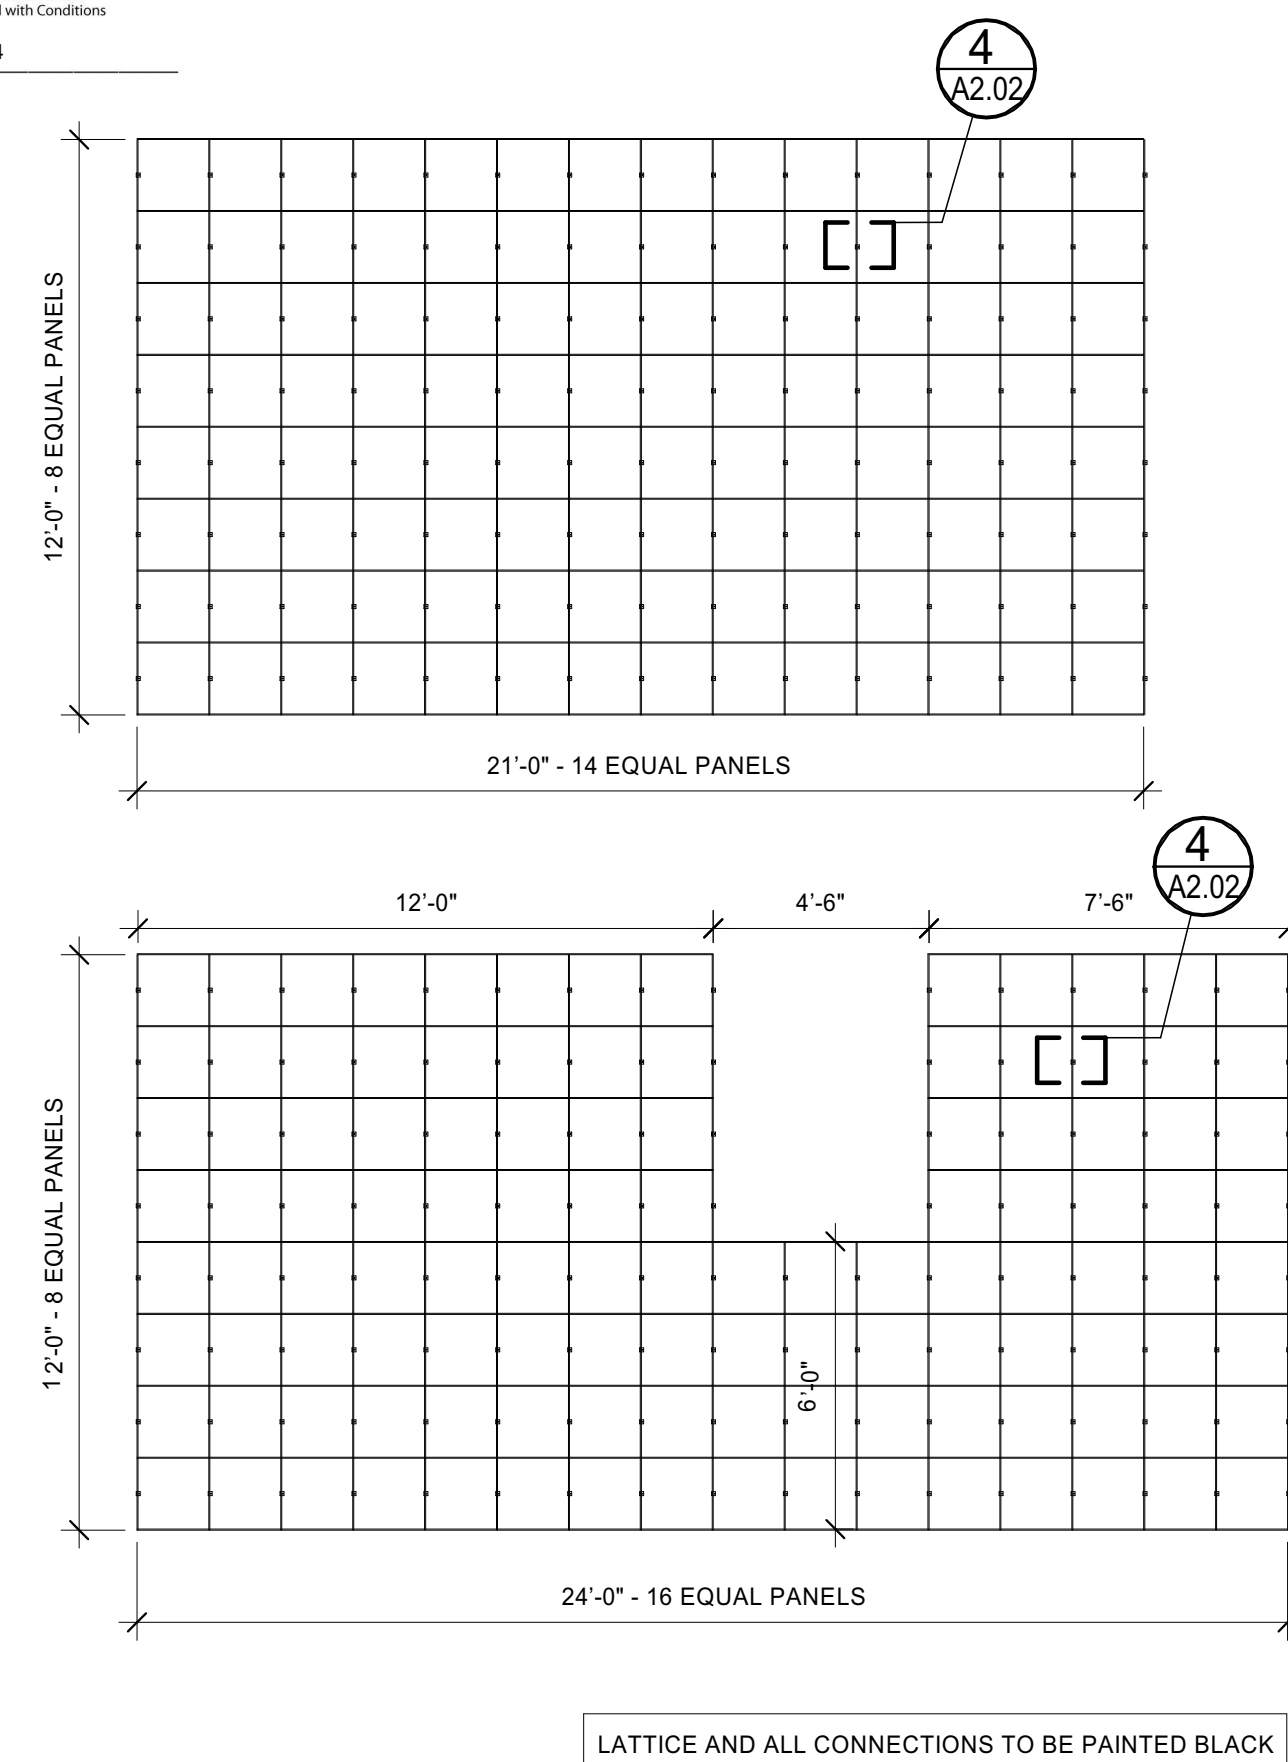 with Conditions
4
A2.02
12’-0" - 8 EQUAL PANELS
21’-0" - 14 EQUAL PANELS
4
A2.02
12’-0"
4’-6"
7’-6"
12’-0" - 8 EQUAL PANELS
6’-0"
24’-0" - 16 EQUAL PANELS
LATTICE AND ALL CONNECTIONS TO BE PAINTED BLACK